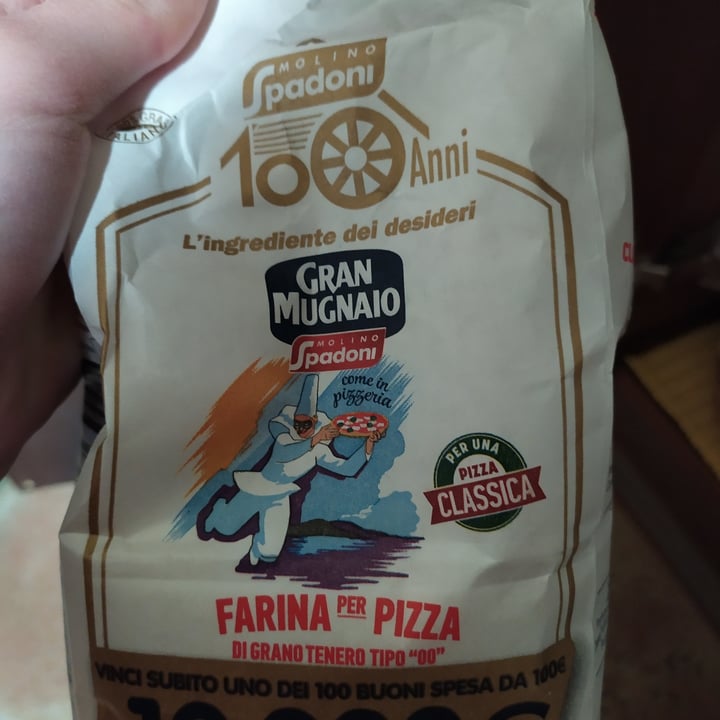 MOLINO
Spadoni
100 Anni
L'ingrediente dei desideri
GRAN
MUGNAIO
MOLINO
Spadoni
come in
pizzeria
PER UNA
PIZZA
CLASSICA
FARINA PER PIZZA
DI GRANO TENERO TIPO "00"
VINCI SUBITO UNO DEI 100 BUONI SPESA DA 100€